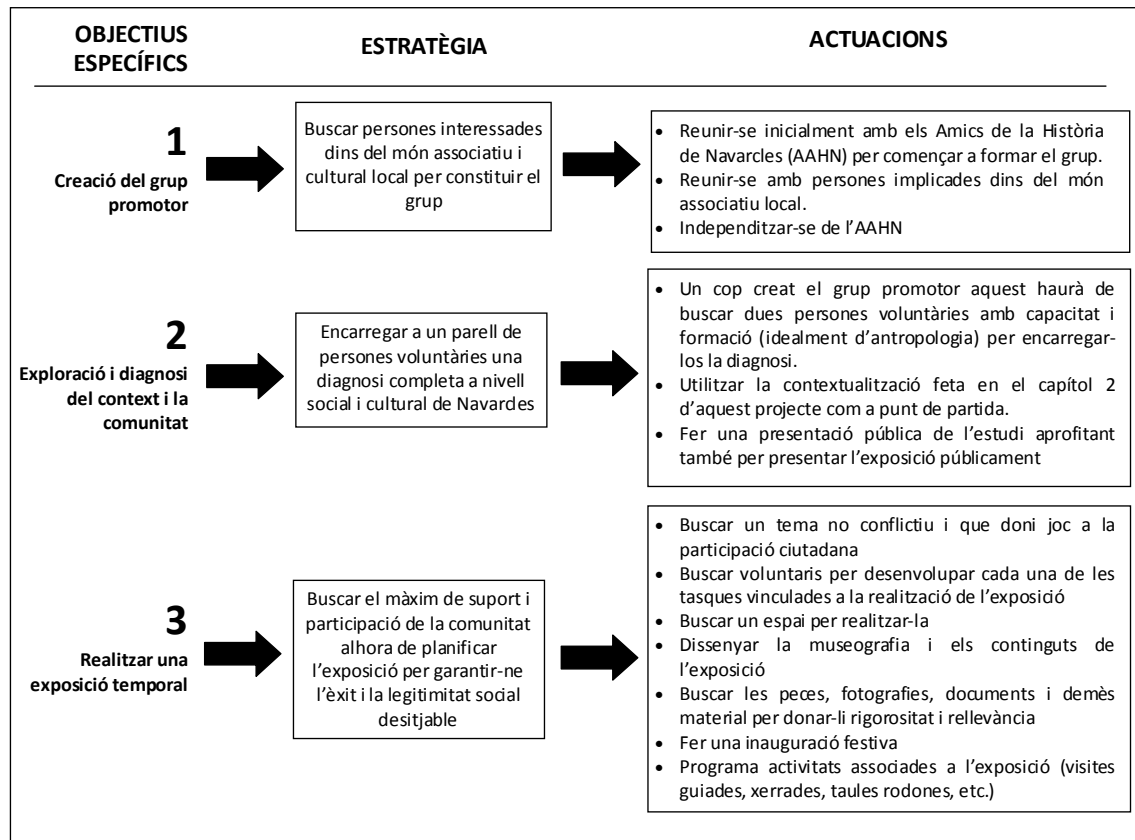 OBJECTIUS
ESPECÍFICS
ESTRATÈGIA
ACTUACIONS
1
Creació del grup
promotor
Buscar persones interessades
dins del món associatiu i
cultural local per constituir el
grup
• Reunir-se inicialment amb els Amics de la Història
de Navarcles (AAHN) per començar a formar el grup.
• Reunir-se amb persones implicades dins del món
associatiu local.
• Independitzar-se de l’AAHN
2
Exploració i diagnosi
del context i la
comunitat
Encarregar a un parell de
persones voluntàries una
diagnosi completa a nivell
social i cultural de Navarcles
• Un cop creat el grup promotor aquest haurà de
buscar dues persones voluntàries amb capacitat i
formació (idealment d’antropologia) per encarregar-
los la diagnosi.
• Utilitzar la contextualització feta en el capítol 2
d’aquest projecte com a punt de partida.
• Fer una presentació pública de l’estudi aprofitant
també per presentar l’exposició públicament
3
Realitzar una
exposició temporal
Buscar el màxim de suport i
participació de la comunitat
alhora de planificar
l’exposició per garantir-ne
l’èxit i la legitimitat social
desitjable
• Buscar un tema no conflictiu i que doni joc a la
participació ciutadana
• Buscar voluntaris per desenvolupar cada una de les
tasques vinculades a la realització de l’exposició
• Buscar un espai per realitzar-la
• Dissenyar la museografia i els continguts de
l’exposició
• Buscar les peces, fotografies, documents i demès
material per donar-li rigorositat i rellevància
• Fer una inauguració festiva
• Programa activitats associades a l’exposició (visites
guiades, xerrades, taules rodones, etc.)